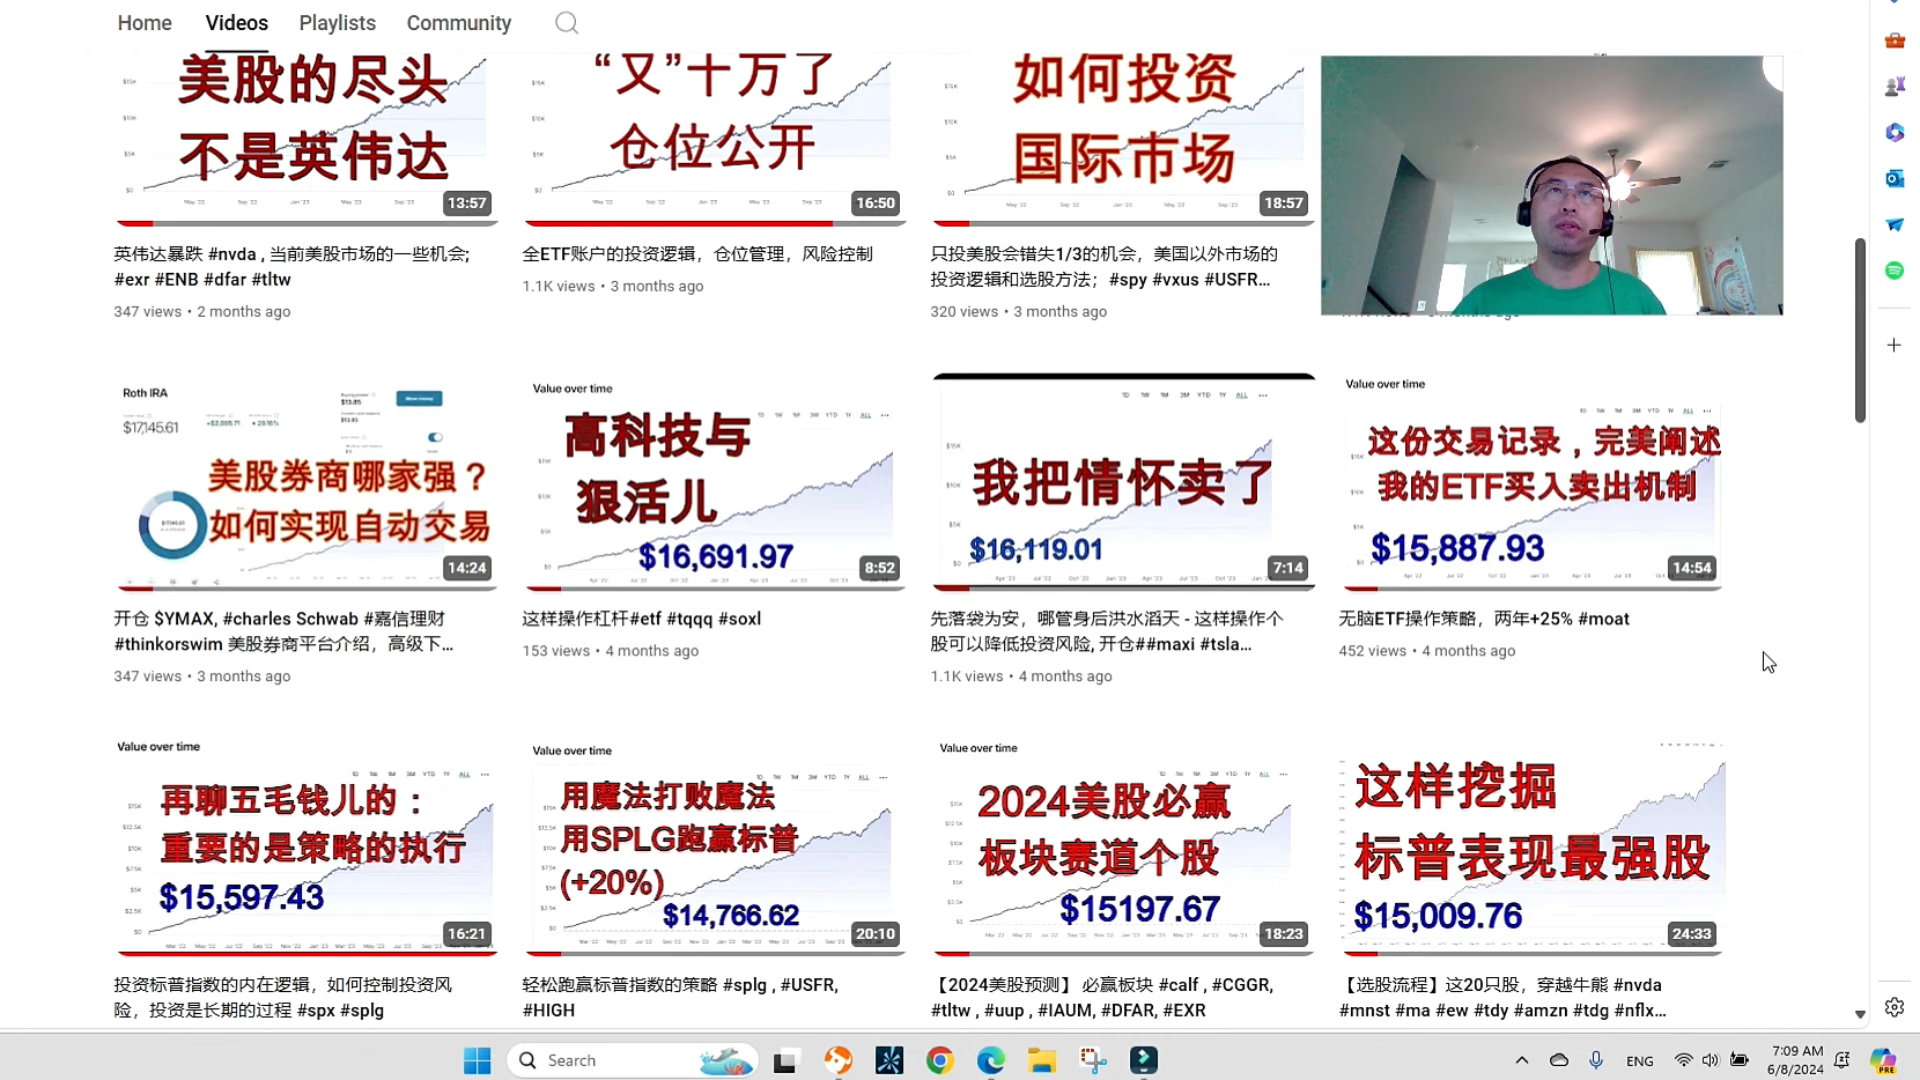 Home Videos Playlists Community
美股的尽头
不是英伟达
13:57
“又”十万了
仓位公开
16:50
如何投资
国际市场
18:57
英伟达暴跌 #nvda , 当前美股市场的一些机会;
#exr #ENB #dfar #tltw
347 views • 2 months ago
全ETF账户的投资逻辑，仓位管理，风险控制
1.1K views • 3 months ago
只投美股会错失1/3的机会，美国以外市场的
投资逻辑和选股方法；#spy #vxus #USFR...
320 views • 3 months ago
Roth IRA
$17,145.61
美股券商哪家强？
如何实现自动交易
14:24
Value over time
高科技与
狠活儿
$16,691.97
8:52
我把情怀卖了
$16,119.01
7:14
Value over time
这份交易记录，完美阐述
我的ETF买入卖出机制
$15,887.93
14:54
开仓 $YMAX, #charles Schwab #嘉信理财
#thinkorswim 美股券商平台介绍，高级下...
347 views • 3 months ago
这样操作杠杆#etf #tqqq #soxl
153 views • 4 months ago
先落袋为安，哪管身后洪水滔天 - 这样操作个
股可以降低投资风险, 开仓##maxi #tsla...
1.1K views • 4 months ago
无脑ETF操作策略，两年+25% #moat
452 views • 4 months ago
Value over time
再聊五毛钱儿的：
重要的是策略的执行
$15,597.43
16:21
Value over time
用魔法打败魔法
用SPLG跑赢标普
(+20%)
$14,766.62
20:10
Value over time
2024美股必赢
板块赛道个股
$15197.67
18:23
这样挖掘
标普表现最强股
$15,009.76
24:33
投资标普指数的内在逻辑，如何控制投资风
险，投资是长期的过程 #spx #splg
轻松跑赢标普指数的策略 #splg , #USFR,
#HIGH
【2024美股预测】 必赢板块 #calf , #CGGR,
#tltw , #uup , #IAUM, #DFAR, #EXR
【选股流程】这20只股，穿越牛熊 #nvda
#mnst #ma #ew #tdy #amzn #tdg #nflx...
Search
ENG
7:09 AM
6/8/2024
PRE